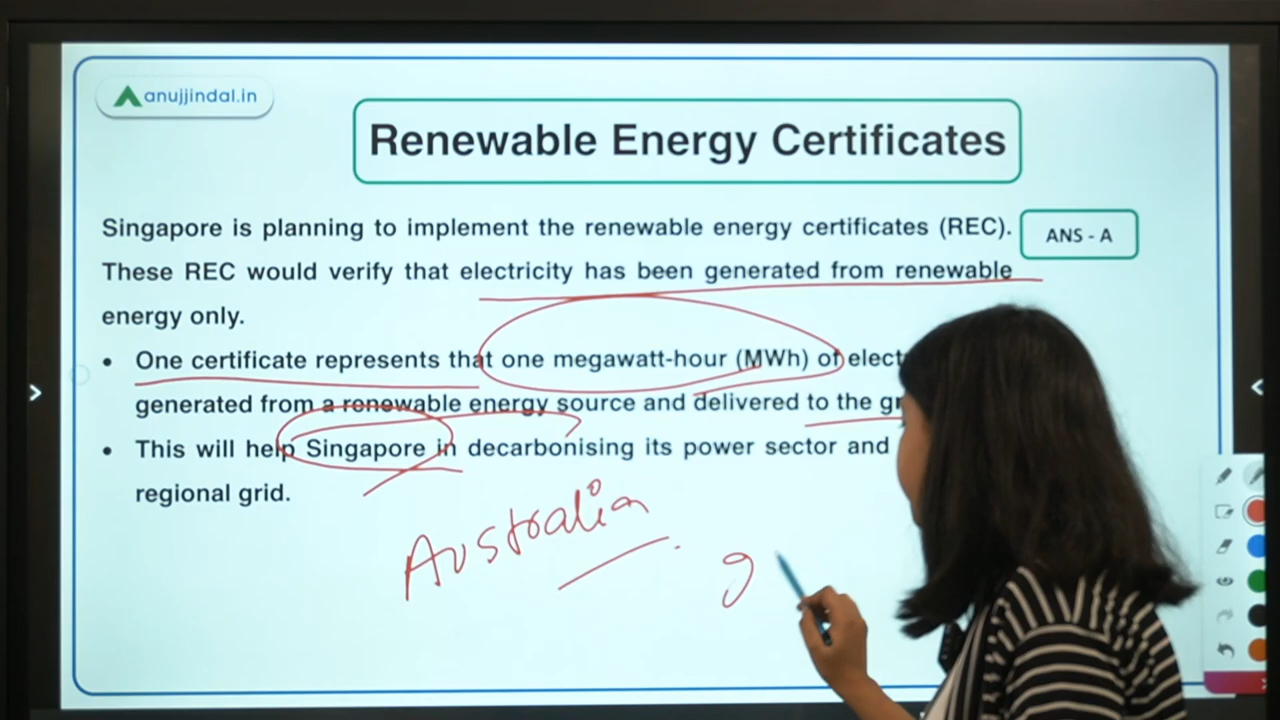 anujjindal.in
Renewable Energy Certificates
Singapore is planning to implement the renewable energy certificates (REC).
ANS - A
These REC would verify that electricity has been generated from renewable
energy only.
• One certificate represents that one megawatt-hour (MWh) of
generated from a renewable energy source and delivered to the
• This will help Singapore in decarbonising its power sector and
regional grid.
Australia
g